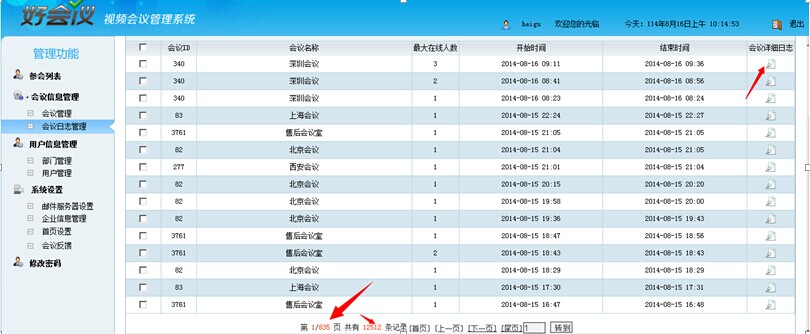 好会议 视频会议管理系统
heigu 欢迎您的光临 今天：114年8月16日上午 10:14:53 退出
管理功能
参会列表
会议信息管理
会议管理
会议日志管理
用户信息管理
部门管理
用户管理
系统设置
邮件服务器设置
企业信息管理
首页设置
会议反馈
修改密码
会议ID 会议名称 最大在线人数 开始时间 结束时间 会议详细日志
340 深圳会议 3 2014-08-16 09:11 2014-08-16 09:36
340 深圳会议 2 2014-08-16 08:41 2014-08-16 08:56
340 深圳会议 1 2014-08-16 08:23 2014-08-16 08:24
83 上海会议 1 2014-08-15 22:24 2014-08-15 22:27
3761 售后会议室 1 2014-08-15 21:05 2014-08-15 21:05
82 北京会议 1 2014-08-15 21:04 2014-08-15 21:05
277 西安会议 1 2014-08-15 21:01 2014-08-15 21:04
82 北京会议 1 2014-08-15 20:15 2014-08-15 20:20
82 北京会议 1 2014-08-15 19:58 2014-08-15 20:00
82 北京会议 1 2014-08-15 19:36 2014-08-15 19:43
3761 售后会议室 1 2014-08-15 18:47 2014-08-15 18:56
3761 售后会议室 2 2014-08-15 18:43 2014-08-15 18:43
82 北京会议 1 2014-08-15 18:29 2014-08-15 18:29
83 上海会议 1 2014-08-15 17:30 2014-08-15 17:31
3761 售后会议室 1 2014-08-15 16:47 2014-08-15 16:48
第 1/835 页 共有 12512 条记录 [首页] [上一页] [下一页] [尾页] 1 转到